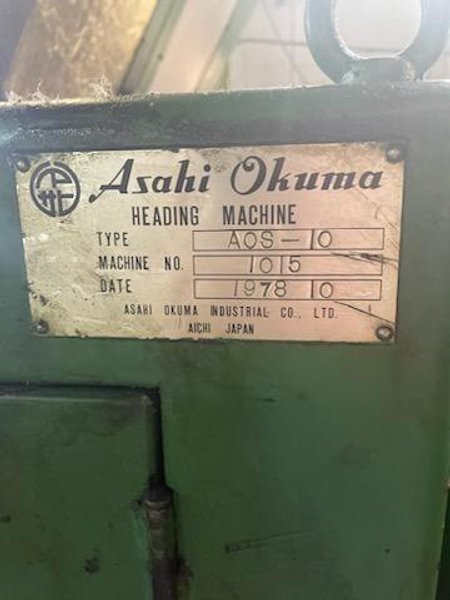 Asahi Okuma
HEADING MACHINE
TYPE AOS-10
MACHINE NO. 1015
DATE 1978 10
ASAHI OKUMA INDUSTRIAL CO., LTD.
AICHI JAPAN